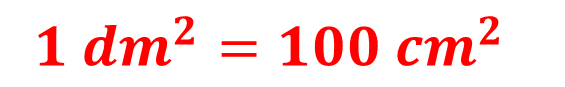 1 dm² = 100 cm²